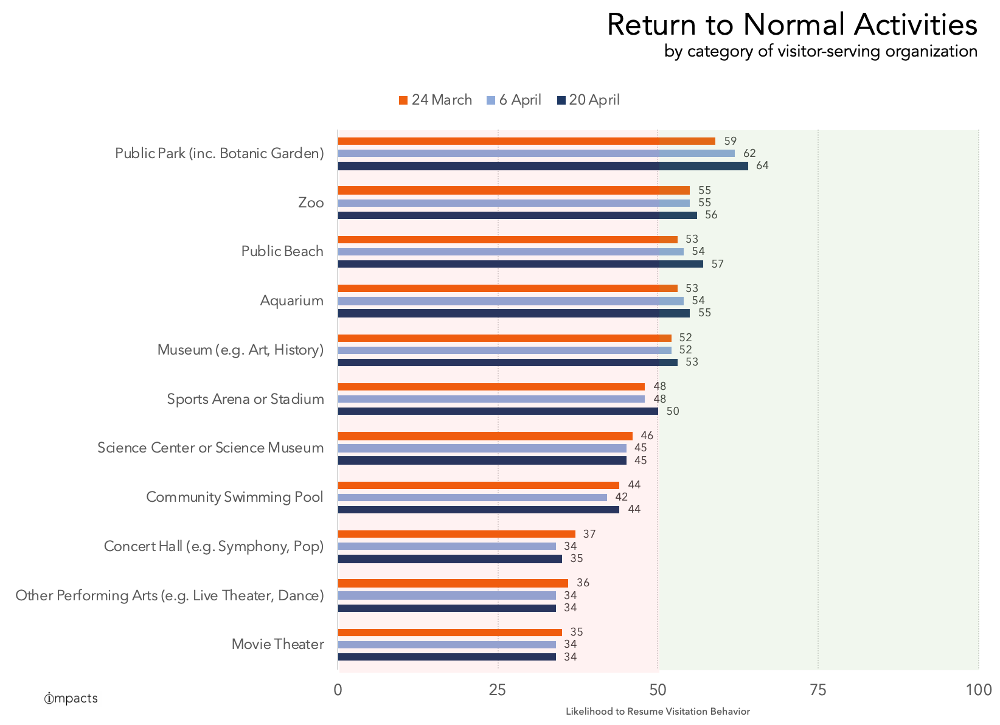 Return to Normal Activities
by category of visitor-serving organization
24 March 6 April 20 April
Public Park (inc. Botanic Garden)
59
62
64
Zoo
55
55
56
Public Beach
53
54
57
Aquarium
53
54
55
Museum (e.g. Art, History)
52
52
53
Sports Arena or Stadium
48
48
50
Science Center or Science Museum
46
45
45
Community Swimming Pool
44
42
44
Concert Hall (e.g. Symphony, Pop)
37
34
35
Other Performing Arts (e.g. Live Theater, Dance)
36
34
34
Movie Theater
35
34
34
0 25 50 75 100
Likelihood to Resume Visitation Behavior
impacts